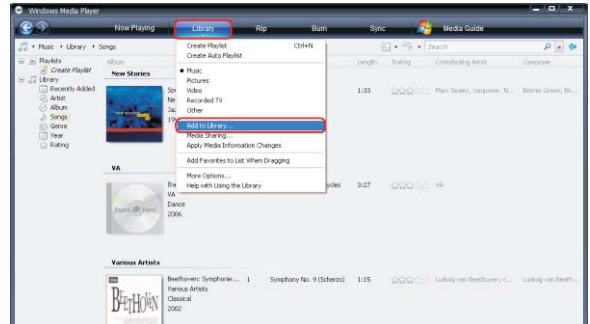 Windows Media Player
Now Playing Library Rip Burn Sync Media Guide
Music Library Songs
Search
Playlists
Create Playlist
Library
Recently Added
Artist
Album
Songs
Genre
Year
Rating
Album
Length Rating Contributing Artist Composer
Create Playlist Ctrl+N
Create Auto Playlist
Music
Pictures
Video
Recorded TV
Other
Add to Library...
Media Sharing...
Apply Media Information Changes
Add Favorites to List When Dragging
More Options...
Help with Using the Library
New Stories
1:33 Marc Seales, composer. N... Bennie Green; Be...
VA
VA
Dance
2006
3:27 VA
Various Artists
BEETHOVEN
Beethoven: Symphonie... 1 Symphony No. 9 (Scherzo) 1:15 Ludwig van Beethoven, c... Ludwig van Beeth...
Various Artists
Classical
2002